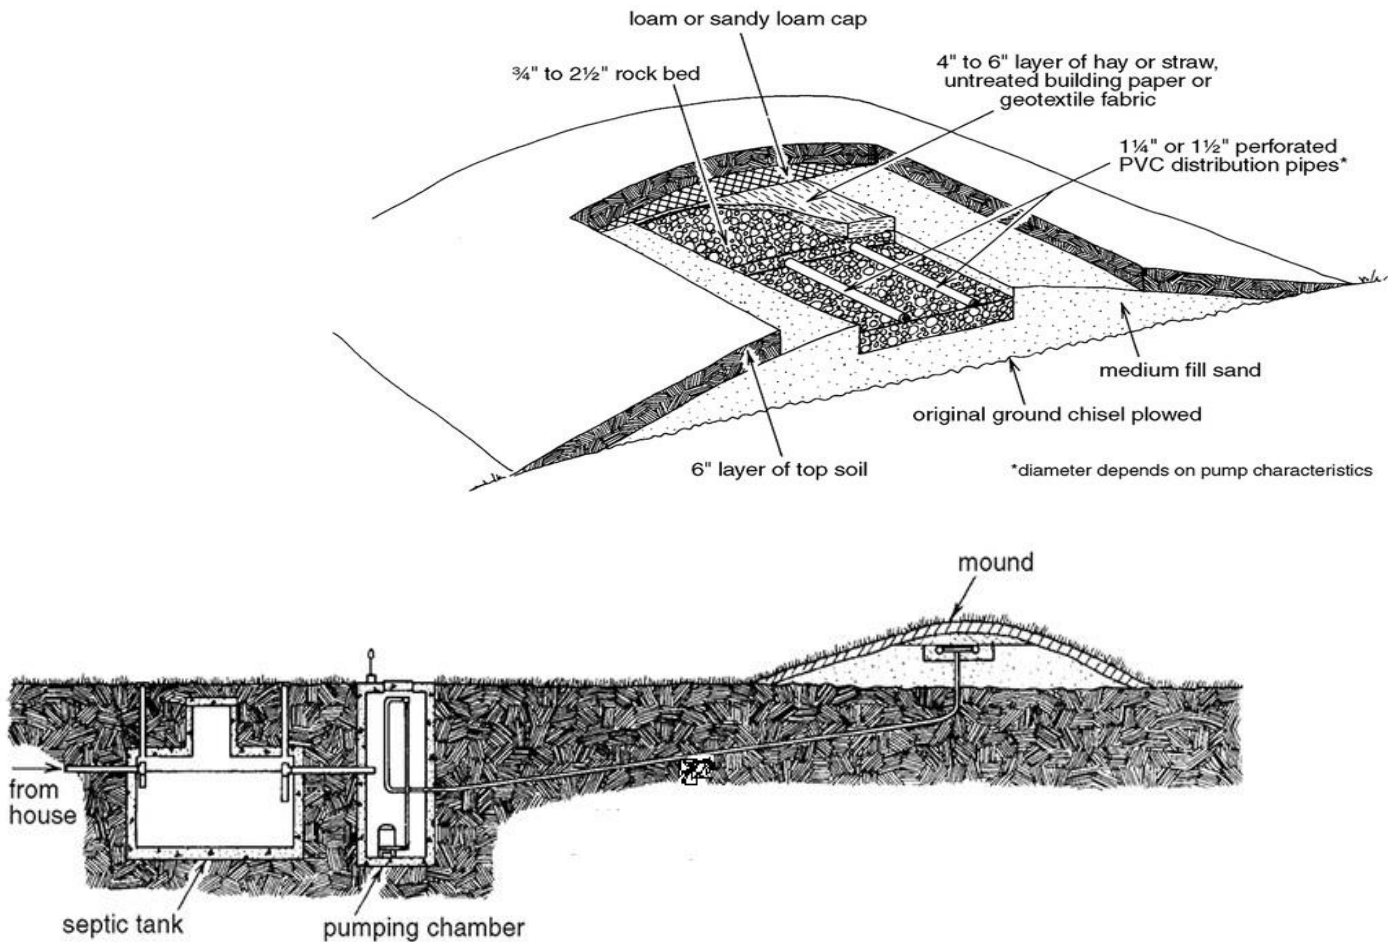 loam or sandy loam cap
¾" to 2½" rock bed
4" to 6" layer of hay or straw,
untreated building paper or
geotextile fabric
1¼" or 1½" perforated
PVC distribution pipes*
medium fill sand
original ground chisel plowed
6" layer of top soil
*diameter depends on pump characteristics
mound
from
house
septic tank
pumping chamber